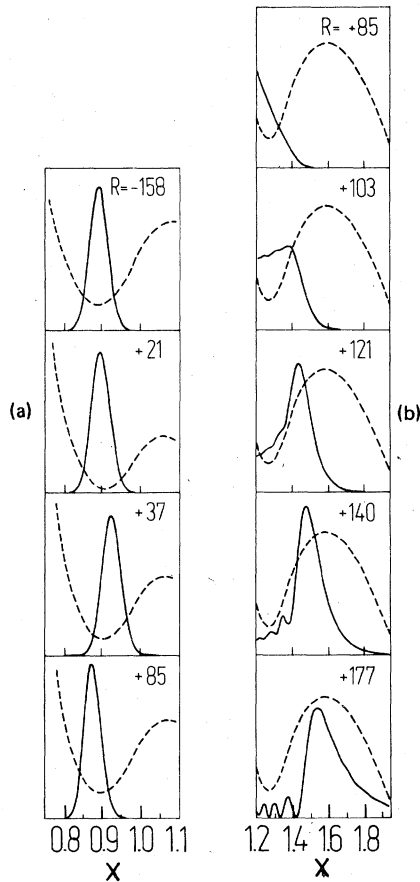 R= +85
R=-158
+103
+21
+121
(a)
(b)
+37
+140
+85
+177
0.8 0.9 1.0 1.1
1.2 1.4 1.6 1.8
X
X